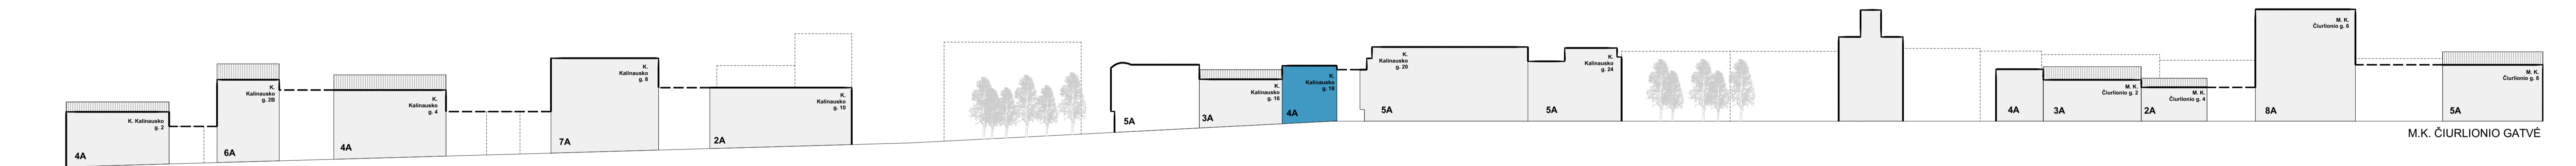 K. Kalinausko
g. 2
4A
K.
Kalinausko
g. 2B
6A
K.
Kalinausko
g. 4
4A
K.
Kalinausko
g. 8
7A
K.
Kalinausko
g. 10
2A
5A
K.
Kalinausko
g. 16
3A
K.
Kalinausko
g. 18
4A
K.
Kalinausko
g. 20
5A
K.
Kalinausko
g. 24
5A
4A
M. K.
Čiurlionio g. 2
3A
M. K.
Čiurlionio g. 4
2A
M. K.
Čiurlionio g. 6
8A
M. K.
Čiurlionio g. 8
5A
M.K. ČIURLIONIO GATVĖ